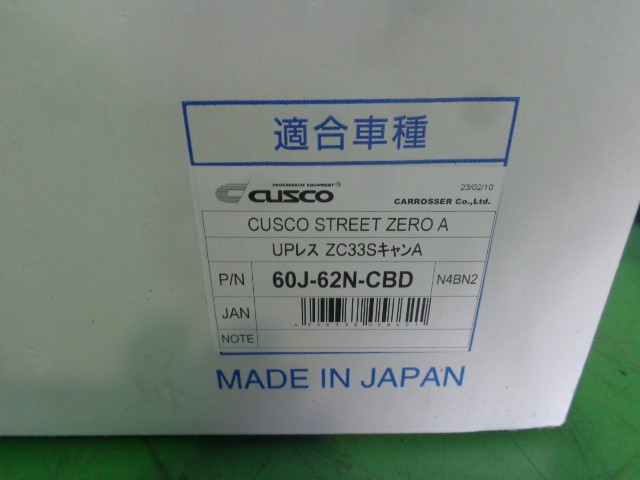 適合車種
PROGRESSIVE EQUIPMENT®
CUSCO
23/02/10
CARROSSER Co.,Ltd.
CUSCO STREET ZERO A
UPレス ZC33SキャンA
P/N 60J-62N-CBD N4BN2
JAN
NOTE
MADE IN JAPAN